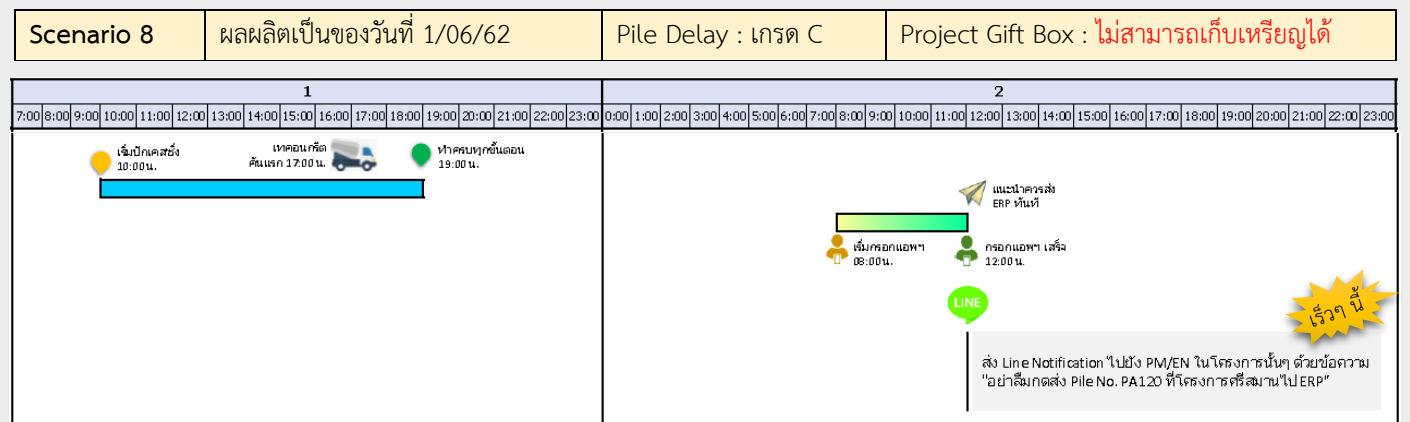 Scenario 8
ผลผลิตเป็นของวันที่ 1/06/62
Pile Delay : เกรด C
Project Gift Box : ไม่สามารถเก็บเหรียญได้
1
2
7:00 8:00 9:00 10:00 11:00 12:00 13:00 14:00 15:00 16:00 17:00 18:00 19:00 20:00 21:00 22:00 23:00 0:00 1:00 2:00 3:00 4:00 5:00 6:00 7:00 8:00 9:00 10:00 11:00 12:00 13:00 14:00 15:00 16:00 17:00 18:00 19:00 20:00 21:00 22:00 23:00
เริ่มปักเคสซิ่ง
10:00 น.
เทคอนกรีต
คันแรก 17:00 น.
ทำครบทุกขั้นตอน
19:00 น.
แนะนำควรส่ง
ERP ทันที
เริ่มกรอกแอพฯ
08:00 น.
กรอกแอพฯ เสร็จ
12:00 น.
LINE
เร็วๆ นี้
ส่ง Line Notification ไปยัง PM/EN ในโครงการนั้นๆ ด้วยข้อความ
"อย่าลืมกดส่ง Pile No. PA120 ที่โครงการศรีสมานไป ERP"